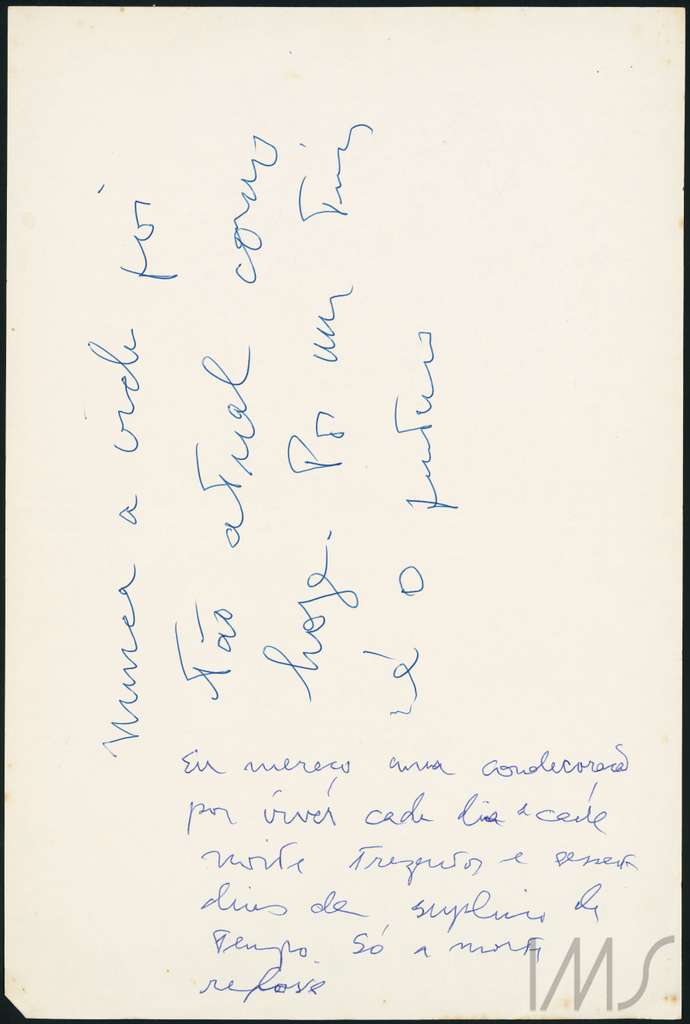 Nunca a vida foi
tão atual como
hoje. Por um triz
é o futuro
Eu mereço uma condecoração
por viver cada dia e cada
noite trezentos e sessenta
dias de suplício de
tempo. Só a morte
repousa
IMS